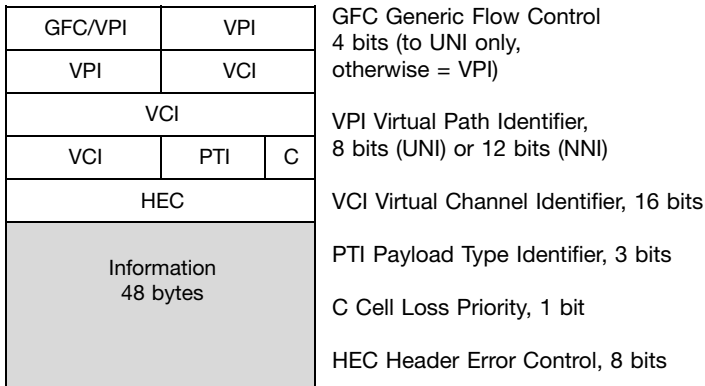 GFC/VPI VPI
VPI VCI
VCI
VCI PTI C
HEC
Information
48 bytes
GFC Generic Flow Control
4 bits (to UNI only,
otherwise = VPI)
VPI Virtual Path Identifier,
8 bits (UNI) or 12 bits (NNI)
VCI Virtual Channel Identifier, 16 bits
PTI Payload Type Identifier, 3 bits
C Cell Loss Priority, 1 bit
HEC Header Error Control, 8 bits